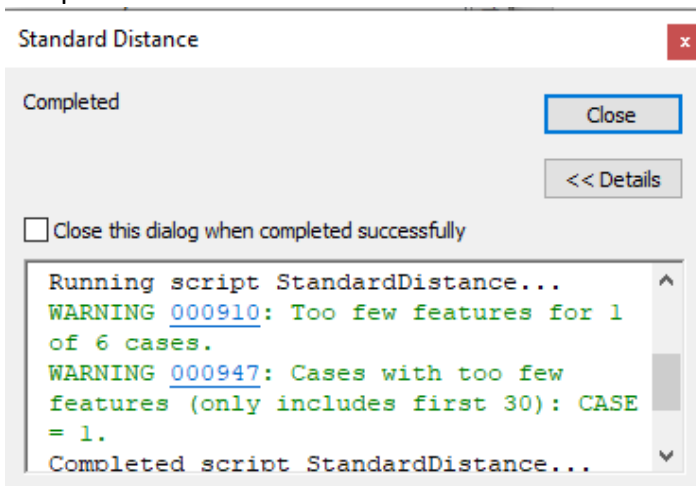 Standard Distance
x
Completed
Close
<< Details
Close this dialog when completed successfully
Running script StandardDistance...
WARNING 000910: Too few features for 1
of 6 cases.
WARNING 000947: Cases with too few
features (only includes first 30): CASE
= 1.
Completed script StandardDistance...